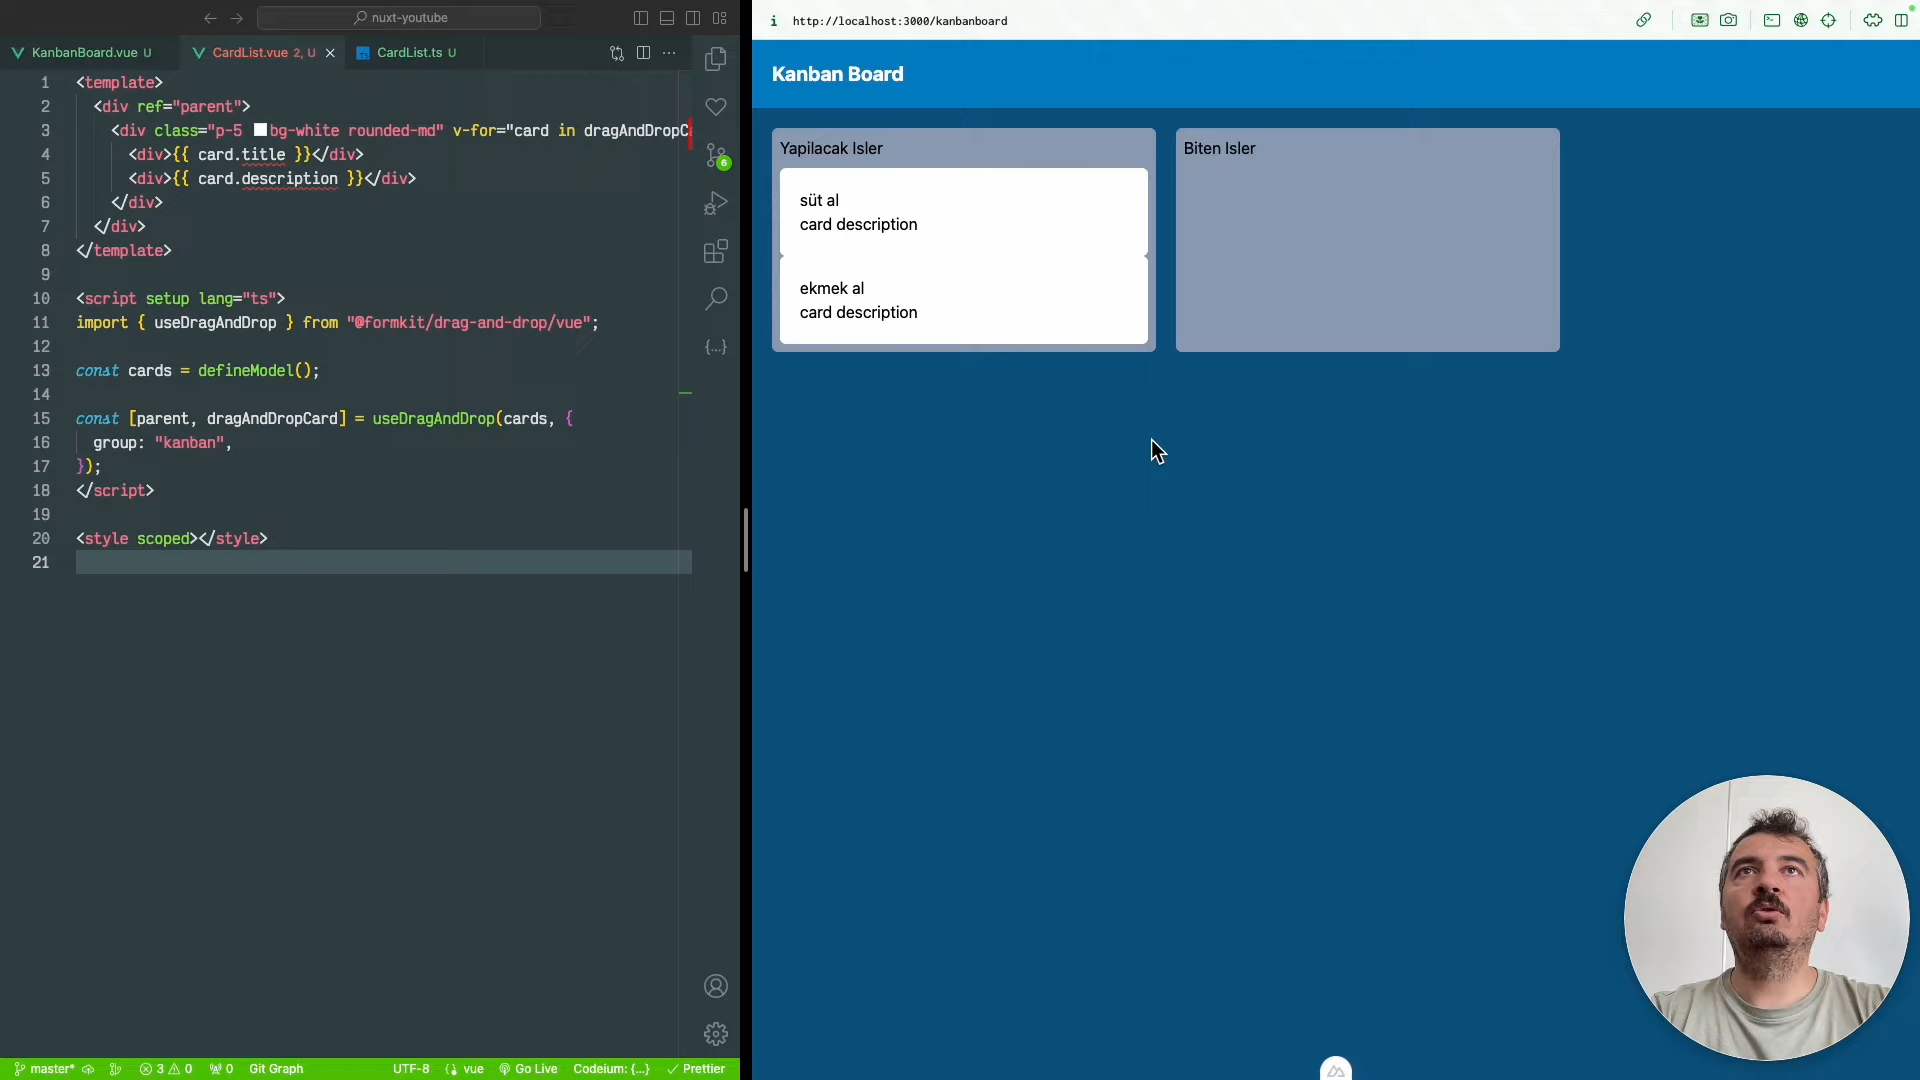 nuxt-youtube
KanbanBoard.vue U
CardList.vue 2, U
CardList.ts U
1 <template>
2 <div ref="parent">
3 <div class="p-5 bg-white rounded-md" v-for="card in dragAndDropC
4 <div>{{ card.title }}</div>
5 <div>{{ card.description }}</div>
6 </div>
7 </div>
8 </template>
9
10 <script setup lang="ts">
11 import { useDragAndDrop } from "@formkit/drag-and-drop/vue";
12
13 const cards = defineModel();
14
15 const [parent, dragAndDropCard] = useDragAndDrop(cards, {
16 group: "kanban",
17 });
18 </script>
19
20 <style scoped></style>
21
6
master*
3
0
0
Git Graph
UTF-8
vue
Go Live
Codeium: {...}
Prettier
http://localhost:3000/kanbanboard
Kanban Board
Yapilacak Isler
süt al
card description
ekmek al
card description
Biten Isler